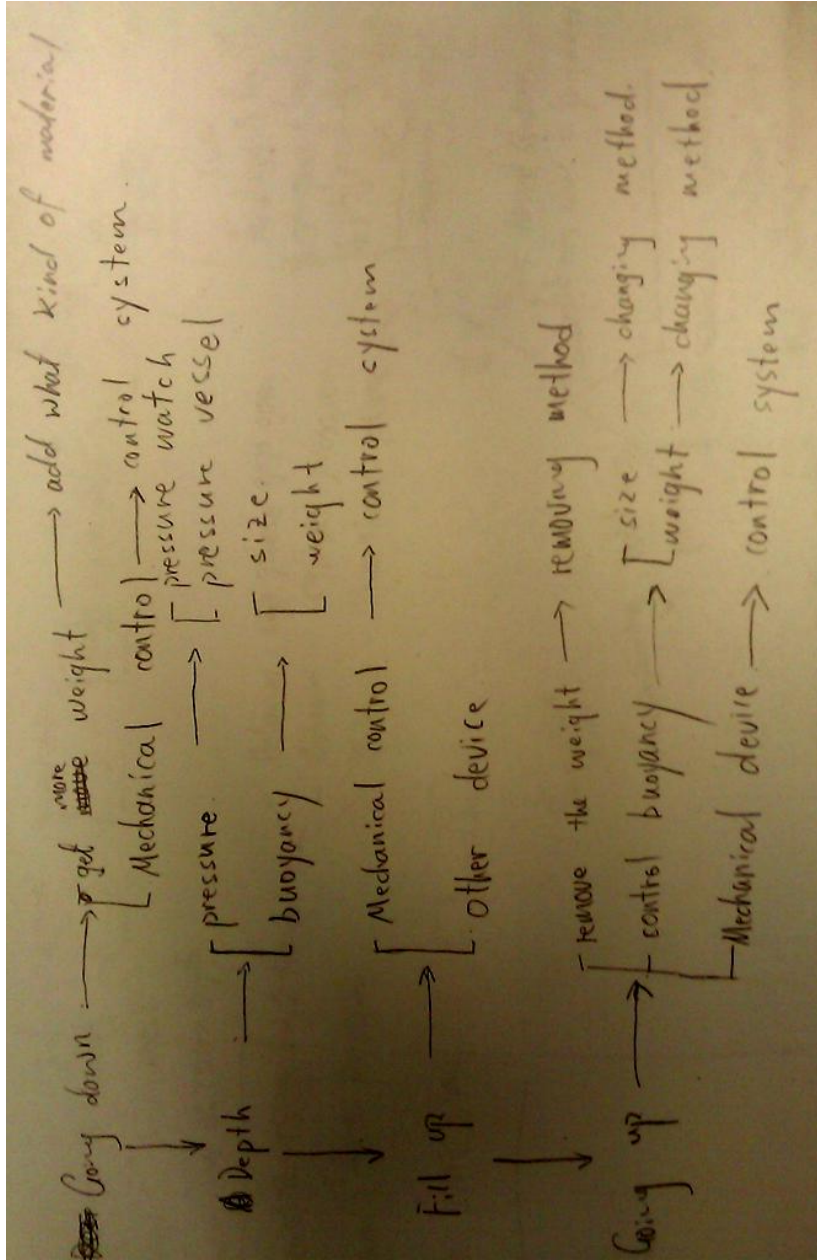 Going down → get more weight → add what kind of material
Mechanical control → control cystem.
Depth → pressure. → pressure watch
pressure vessel
buoyancy → size.
weight
Fill up → Mechanical control → control cystem
other device
Going up → remove the weight → removing method
control buoyancy → size → changing method.
weight → changing method
Mechanical device → control system